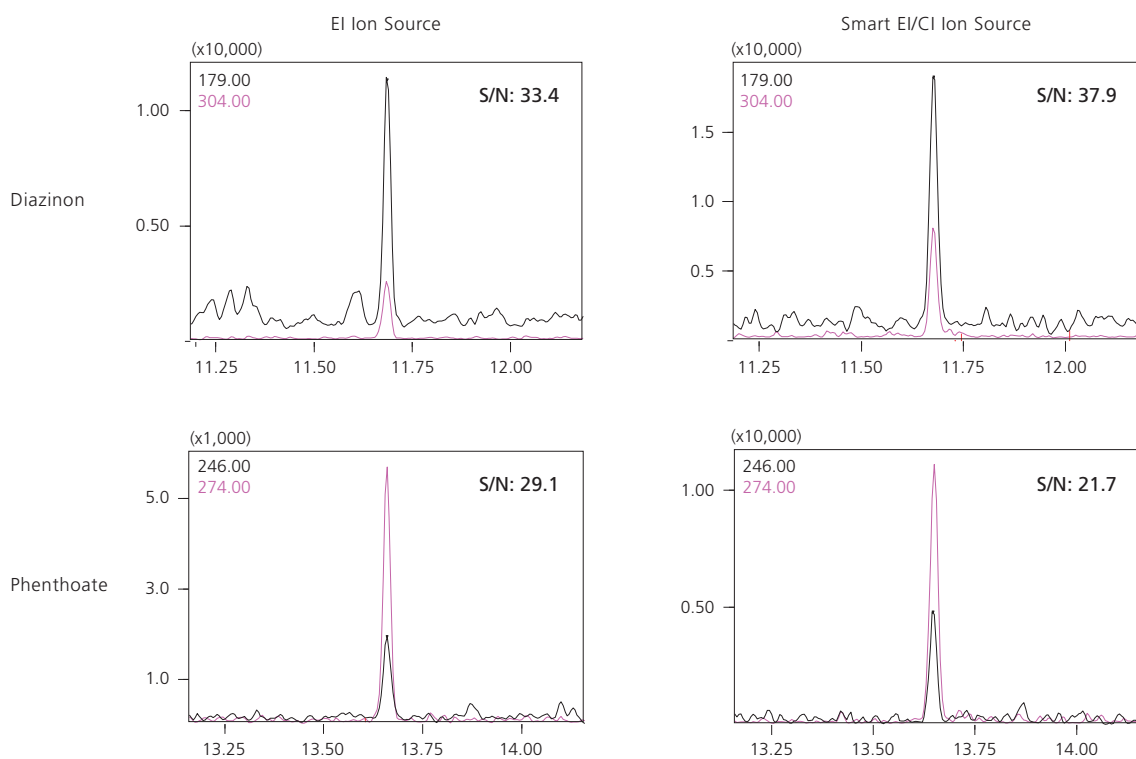 EI Ion Source
Smart EI/CI Ion Source
Diazinon
(x10,000)
179.00
304.00
S/N: 33.4
1.00
0.50
11.25 11.50 11.75 12.00
(x10,000)
179.00
304.00
S/N: 37.9
1.5
1.0
0.5
11.25 11.50 11.75 12.00
Phenthoate
(x1,000)
246.00
274.00
S/N: 29.1
5.0
3.0
1.0
13.25 13.50 13.75 14.00
(x10,000)
246.00
274.00
S/N: 21.7
1.00
0.50
13.25 13.50 13.75 14.00